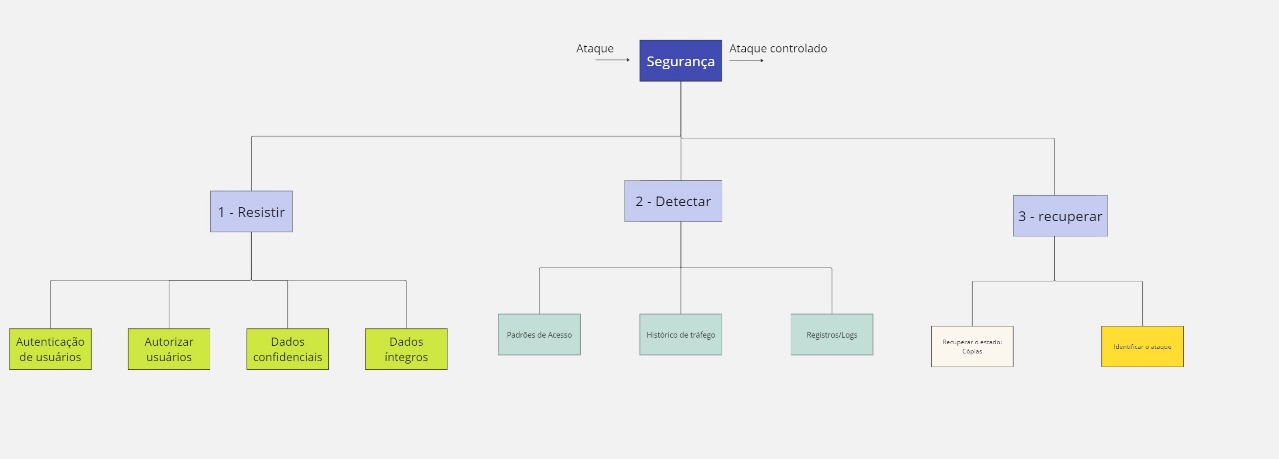 Ataque
Segurança
Ataque controlado
1 - Resistir
2 - Detectar
3 - recuperar
Autenticação
de usuários
Autorizar
usuários
Dados
confidenciais
Dados
íntegros
Padrões de Acesso
Histórico de tráfego
Registros/Logs
Recuperar o estado:
Cópias
Identificar o ataque